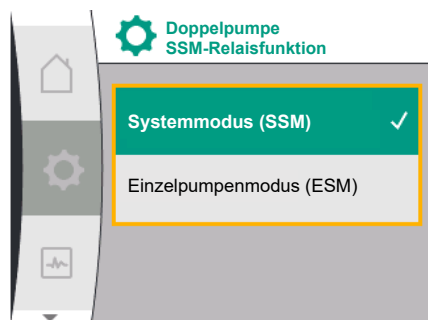 Doppelpumpe
SSM-Relaisfunktion
Systemmodus (SSM)
Einzelpumpenmodus (ESM)